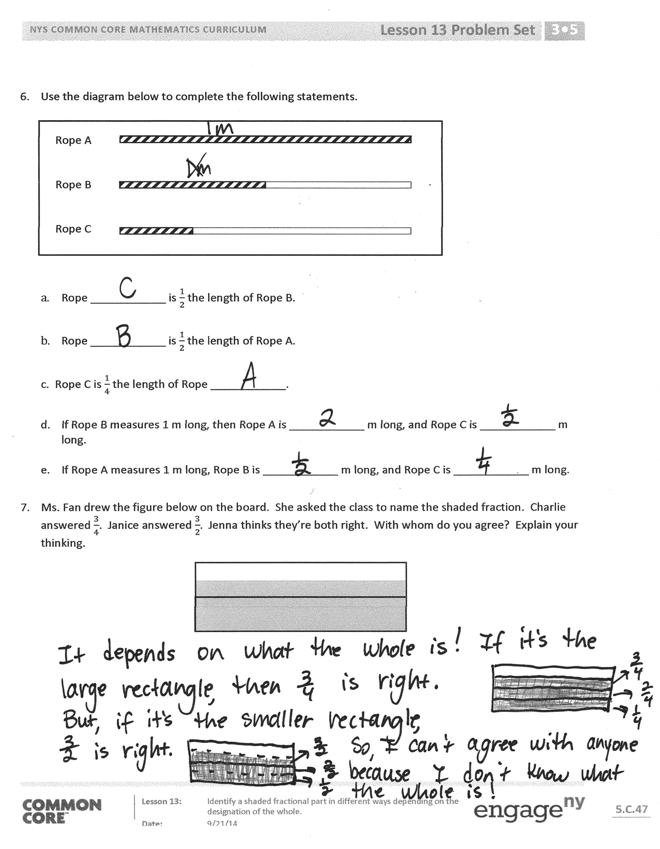 NYS COMMON CORE MATHEMATICS CURRICULUM Lesson 13 Problem Set 3•5
6. Use the diagram below to complete the following statements.
1m
Rope A
Rope B
Rope C
a. Rope C is 1/2 the length of Rope B.
b. Rope B is 1/2 the length of Rope A.
c. Rope C is 1/4 the length of Rope A.
d. If Rope B measures 1 m long, then Rope A is 2 m long, and Rope C is 1/2 m
long.
e. If Rope A measures 1 m long, Rope B is 1/2 m long, and Rope C is 1/4 m long.
7. Ms. Fan drew the figure below on the board. She asked the class to name the shaded fraction. Charlie
answered 3/4. Janice answered 3/2. Jenna thinks they're both right. With whom do you agree? Explain your
thinking.
It depends on what the whole is! If it's the
large rectangle, then 3/4 is right.
3/4
2/4
1/4
But, if it's the smaller rectangle,
3/2 is right.
3/2
2/2
1/2
So, I can't agree with anyone
because I don't know what
the whole is!
COMMON
CORE™
Lesson 13: Identify a shaded fractional part in different ways depending on the
designation of the whole.
Date: 9/21/14
engageny
5.C.47